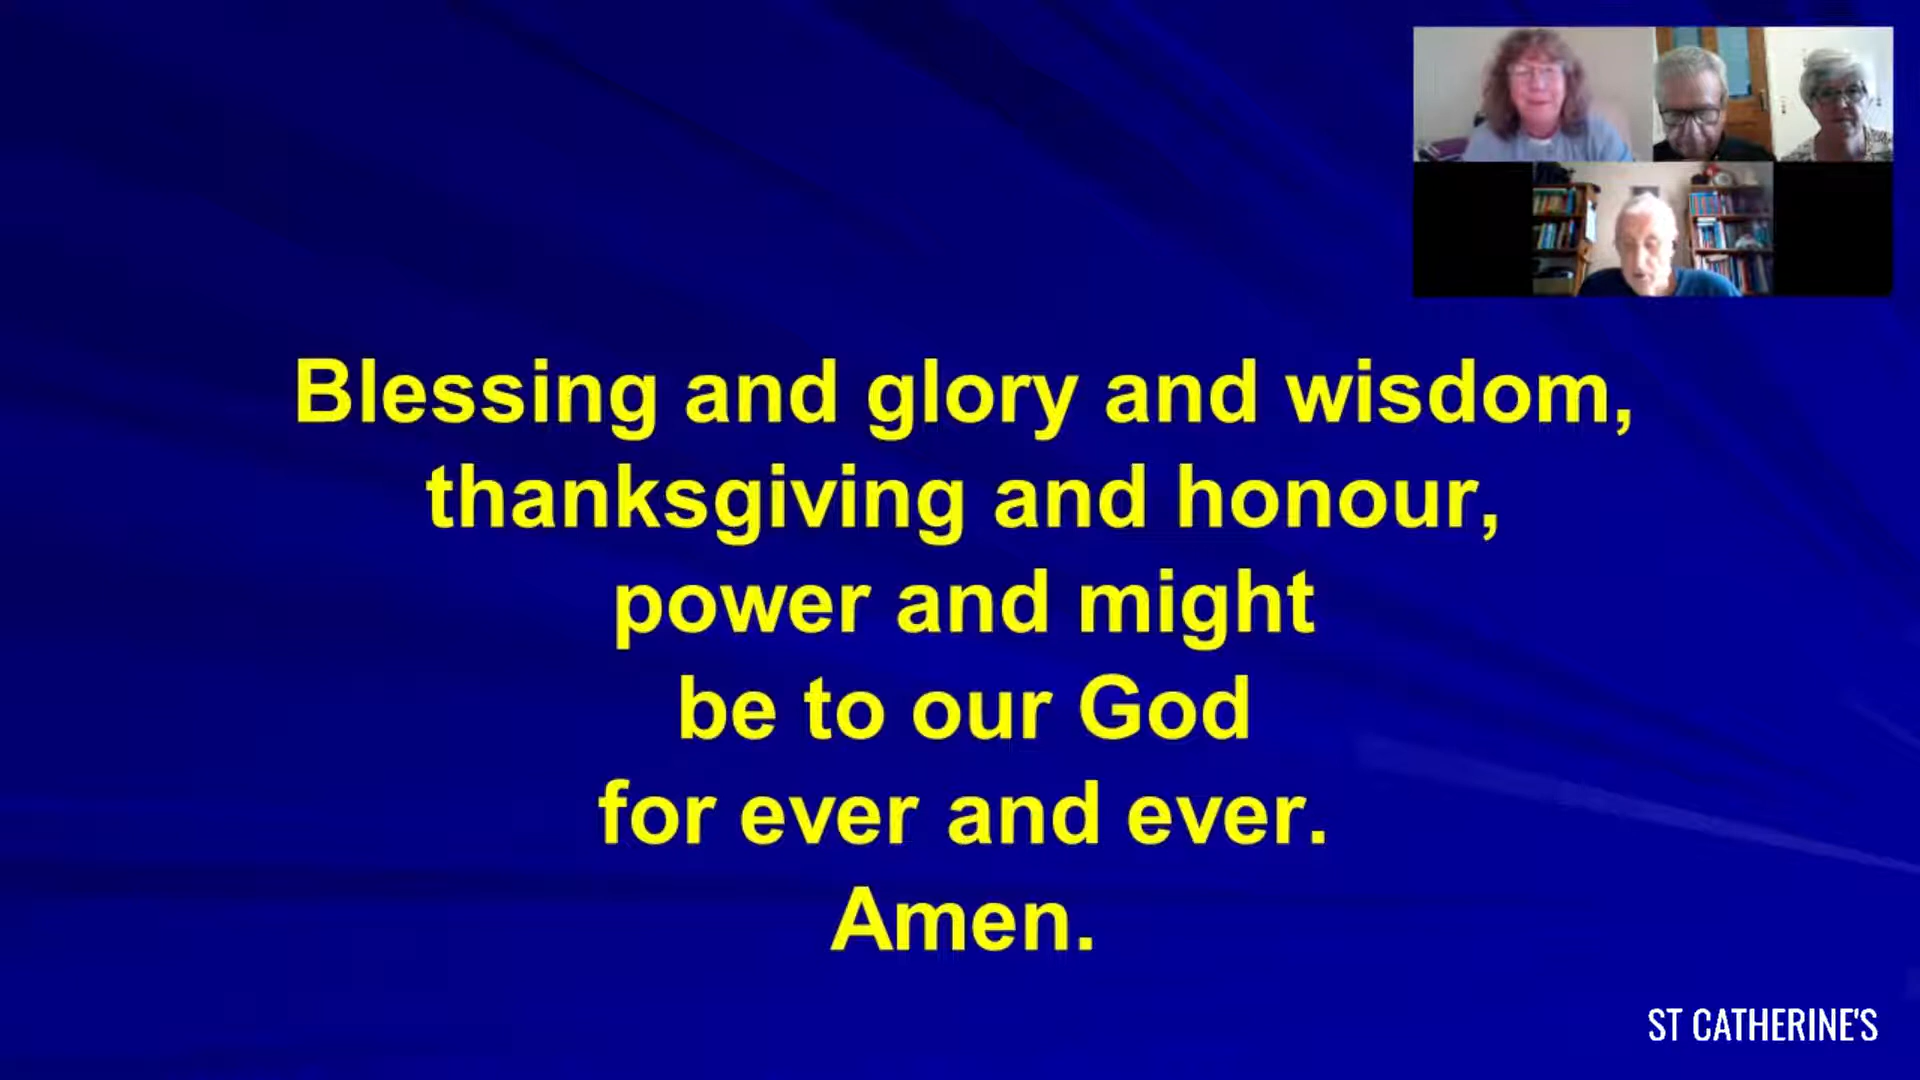 Blessing and glory and wisdom,
thanksgiving and honour,
power and might
be to our God
for ever and ever.
Amen.
ST CATHERINE'S